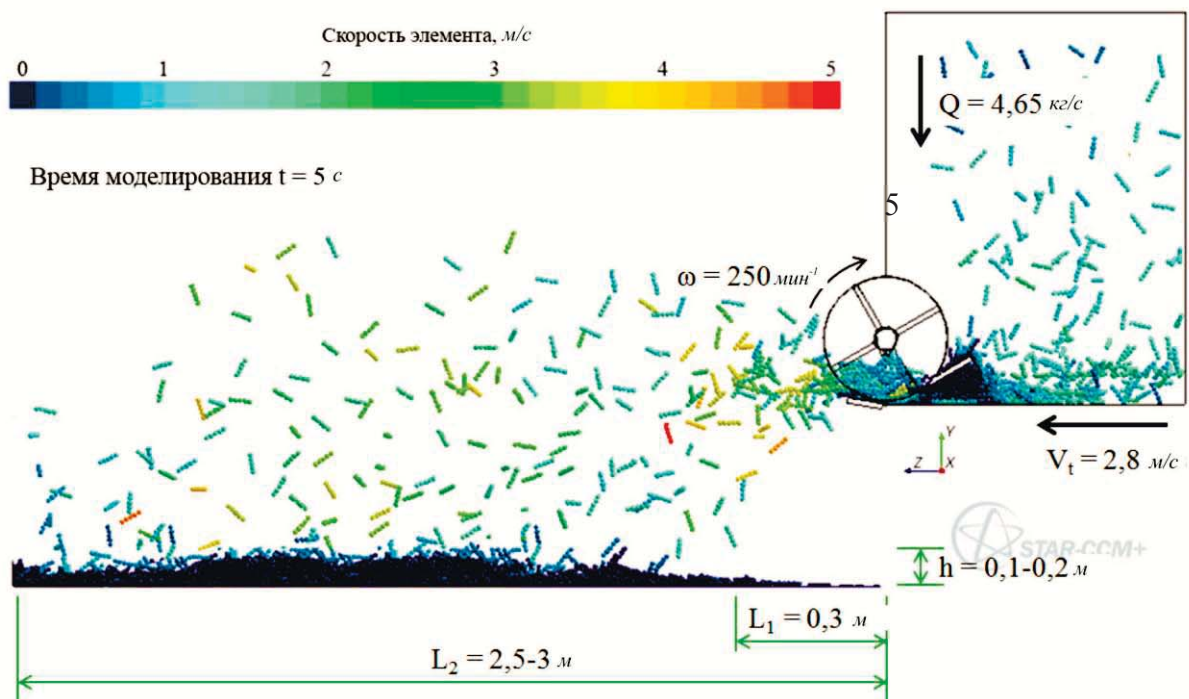 Скорость элемента, м/с
0 1 2 3 4 5
Q = 4,65 кг/с
Время моделирования t = 5 с
5
ω = 250 мин⁻¹
Y
Z
X
Vₜ = 2,8 м/с
STAR-CCM+
h = 0,1-0,2 м
L₁ = 0,3 м
L₂ = 2,5-3 м